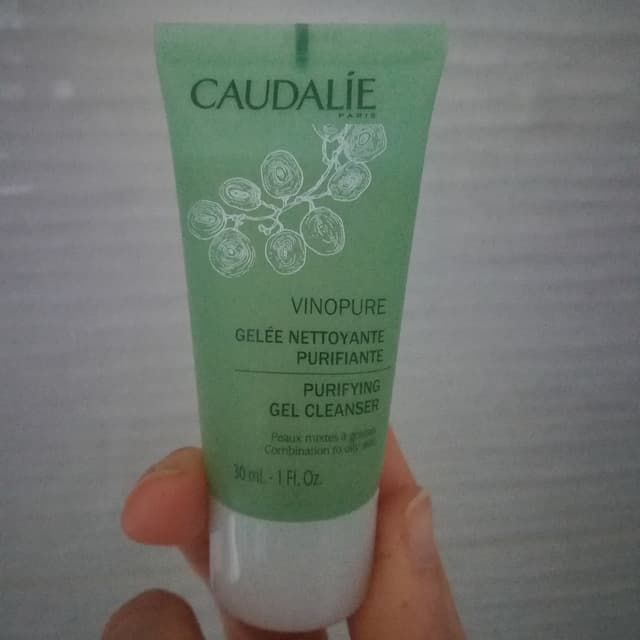 CAUDALÍE
PARIS
VINOPURE
GELÉE NETTOYANTE
PURIFIANTE
PURIFYING
GEL CLEANSER
Peaux mixtes à grasses
Combination to oily skin
30 mL - 1 Fl. Oz.